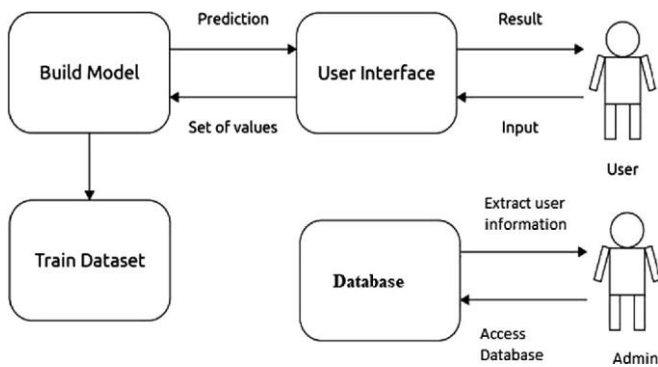 Prediction
Result
Build Model
User Interface
Set of values
Input
User
Extract user
information
Train Dataset
Database
Access
Database
Admin